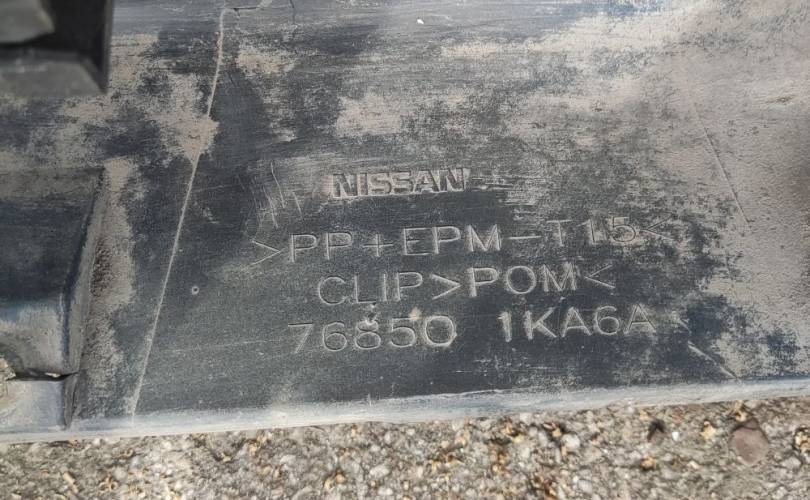 NISSAN
>PP+EPM-T15<
CLIP>POM<
76850 1KA6A